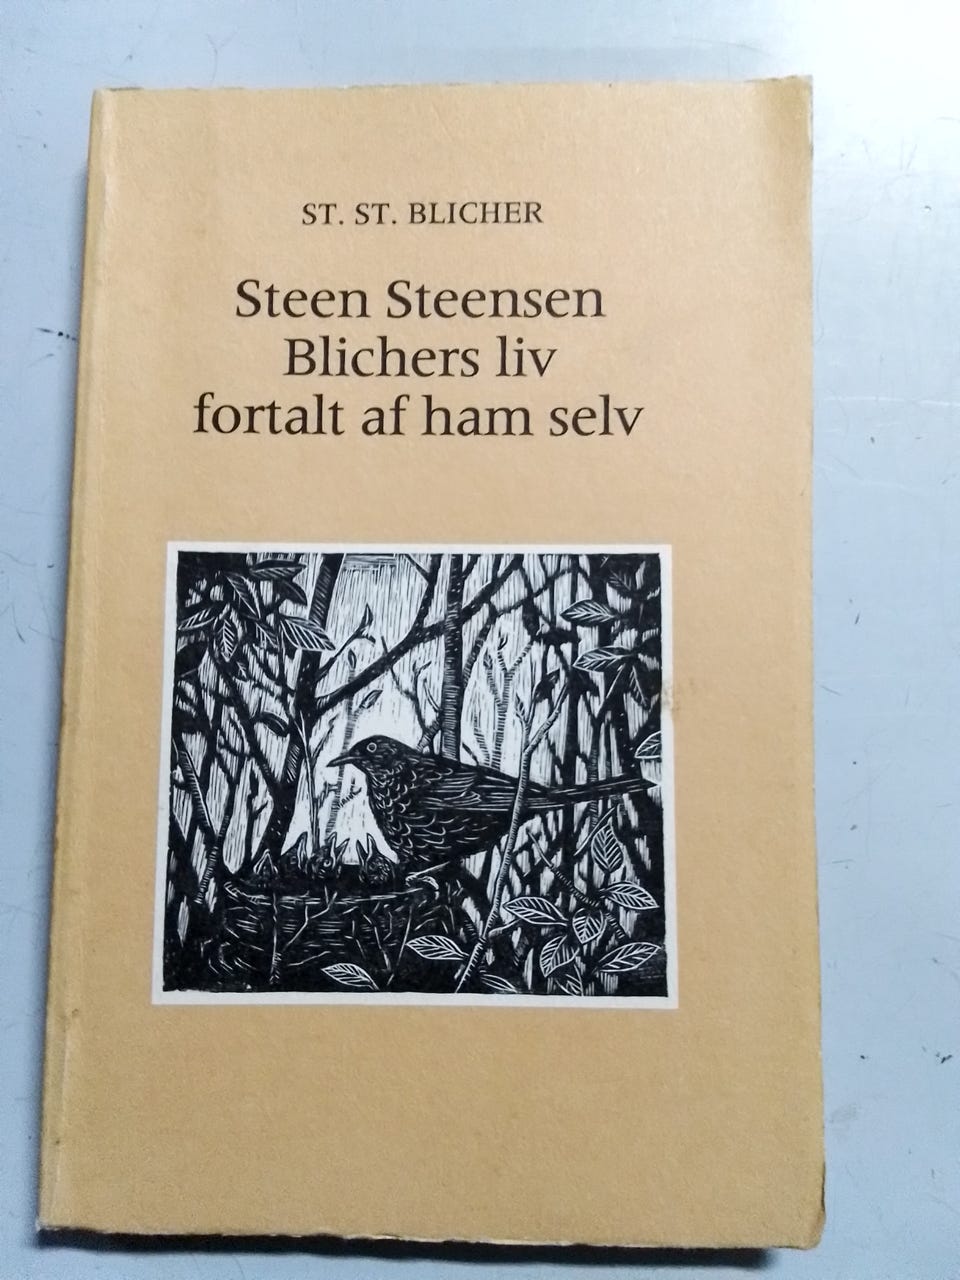 ST. ST. BLICHER
Steen Steensen
Blichers liv
fortalt af ham selv